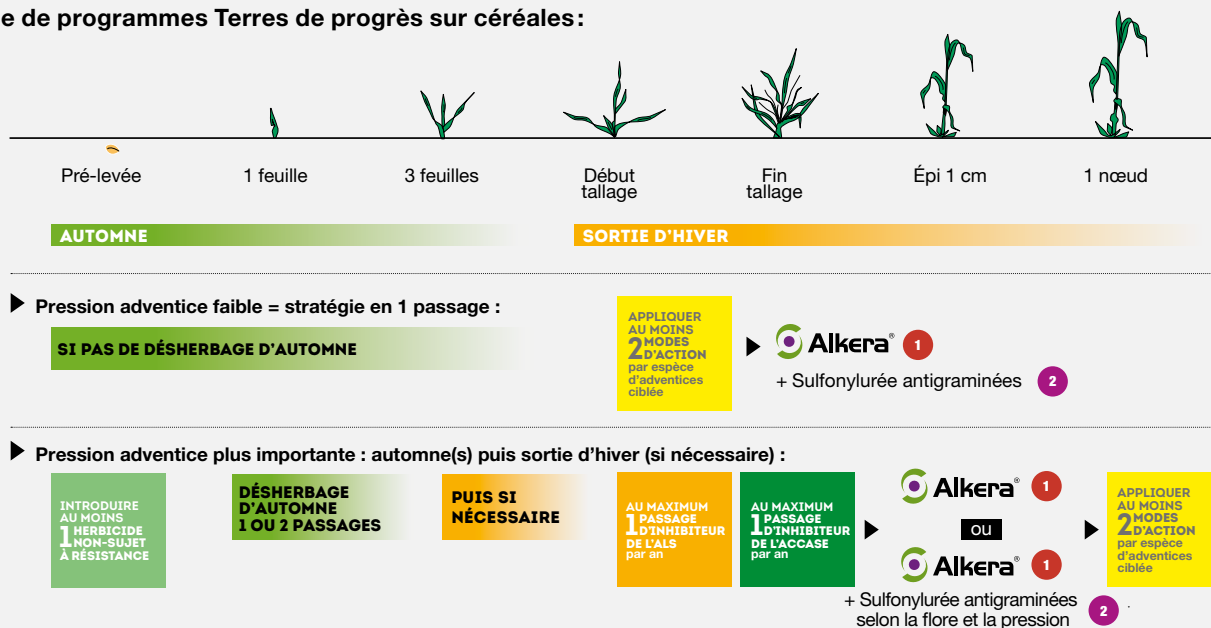 e de programmes Terres de progrès sur céréales:
Pré-levée
1 feuille
3 feuilles
Début
tallage
Fin
tallage
Épi 1 cm
1 nœud
AUTOMNE
SORTIE D'HIVER
Pression adventice faible = stratégie en 1 passage :
SI PAS DE DÉSHERBAGE D'AUTOMNE
APPLIQUER
AU MOINS
2 MODES
D'ACTION
par espèce
d'adventices
ciblée
Alkera® 1
+ Sulfonylurée antigraminées 2
Pression adventice plus importante : automne(s) puis sortie d'hiver (si nécessaire) :
INTRODUIRE
AU MOINS
1 HERBICIDE
NON-SUJET
À RÉSISTANCE
DÉSHERBAGE
D'AUTOMNE
1 OU 2 PASSAGES
PUIS SI
NÉCESSAIRE
AU MAXIMUM
1 PASSAGE
D'INHIBITEUR
DE L'ALS
par an
AU MAXIMUM
1 PASSAGE
D'INHIBITEUR
DE L'ACCASE
par an
Alkera® 1
ou
Alkera® 1
+ Sulfonylurée antigraminées
selon la flore et la pression 2
APPLIQUER
AU MOINS
2 MODES
D'ACTION
par espèce
d'adventices
ciblée